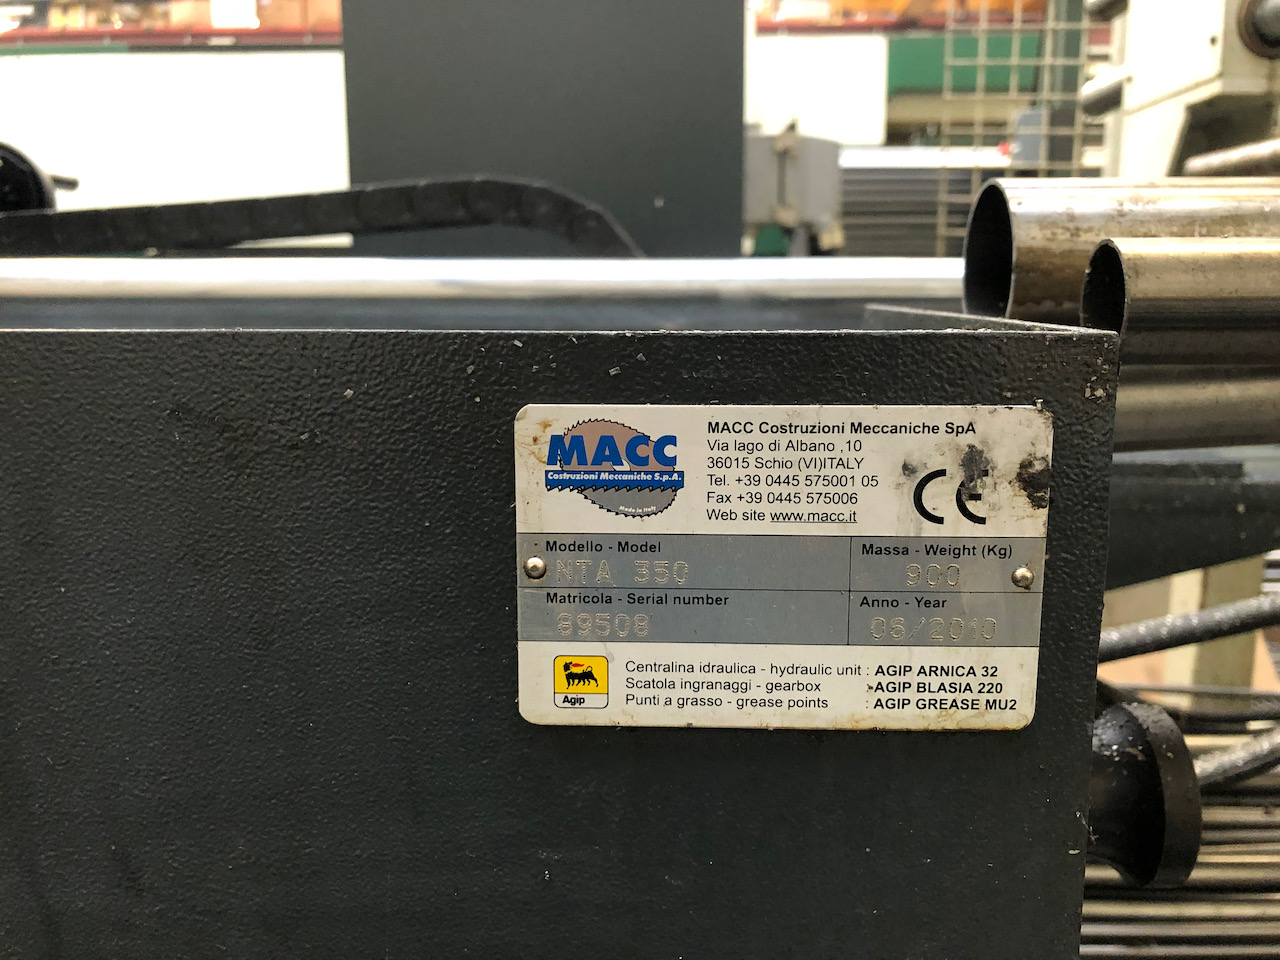 MACC
Costruzioni Meccaniche S.p.A.
Made in Italy
MACC Costruzioni Meccaniche SpA
Via lago di Albano ,10
36015 Schio (VI)ITALY
Tel. +39 0445 575001 05
Fax +39 0445 575006
Web site www.macc.it
CE
Modello - Model
NTA 350
Massa - Weight (Kg)
900
Matricola - Serial number
89508
Anno - Year
06/2010
Agip
Centralina idraulica - hydraulic unit : AGIP ARNICA 32
Scatola ingranaggi - gearbox : AGIP BLASIA 220
Punti a grasso - grease points : AGIP GREASE MU2